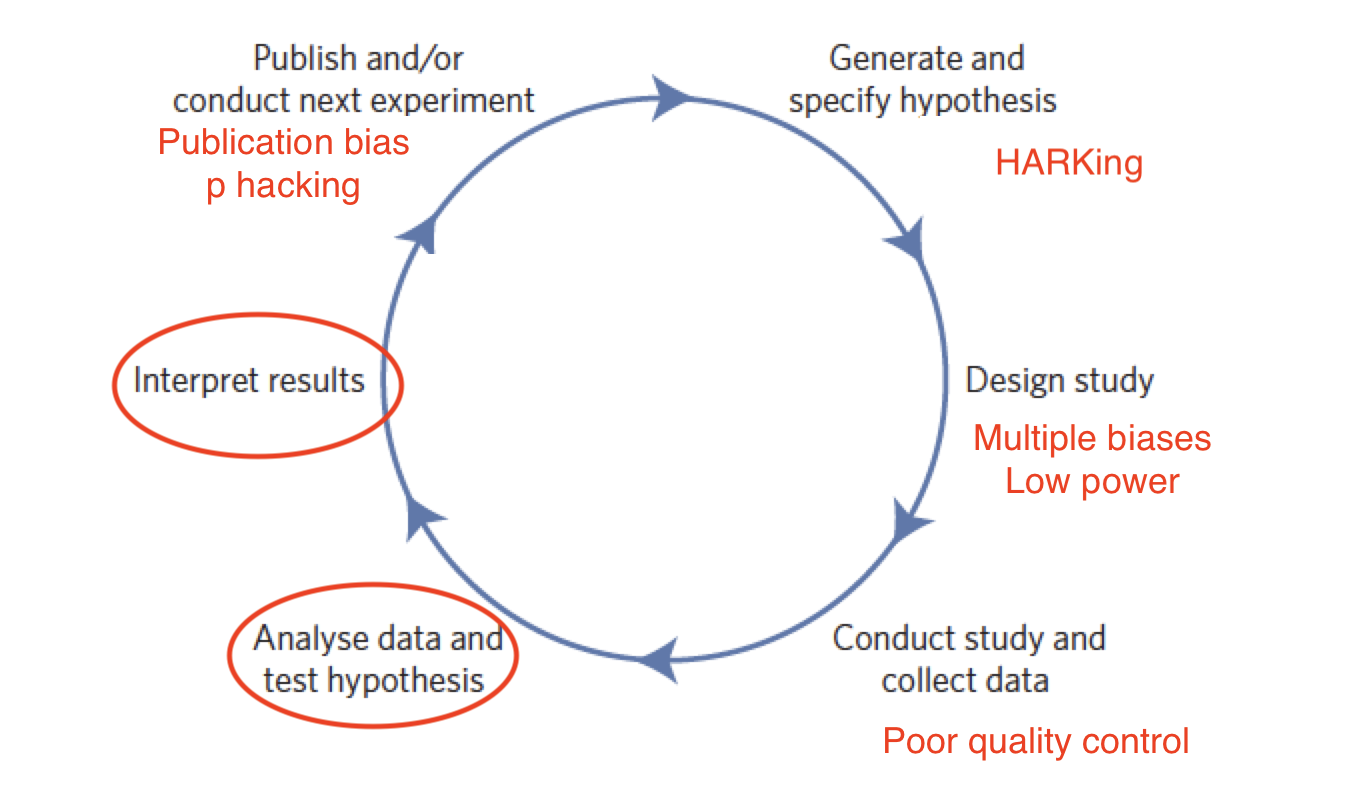 Publish and/or
conduct next experiment
Publication bias
p hacking
Generate and
specify hypothesis
HARKing
Design study
Multiple biases
Low power
Conduct study and
collect data
Poor quality control
Analyse data and
test hypothesis
Interpret results